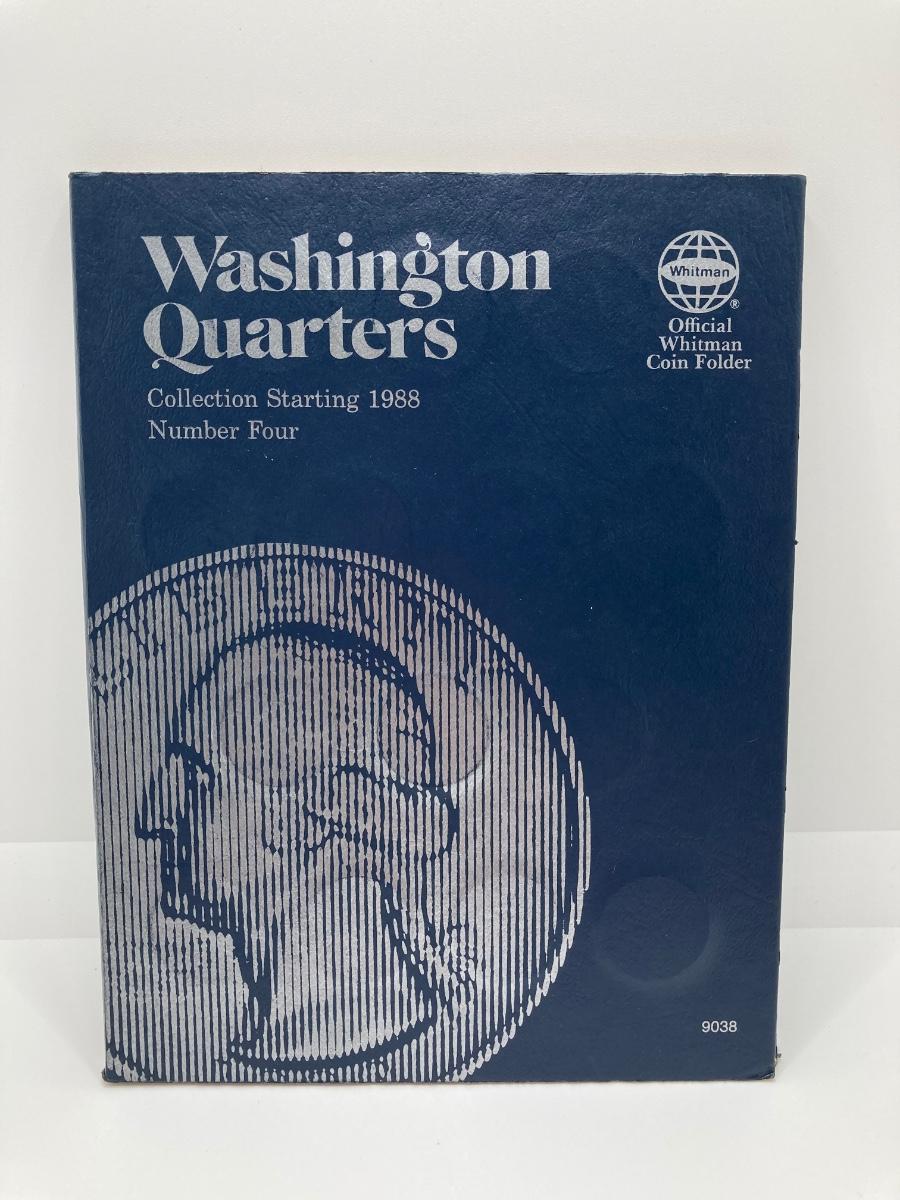 Washington
Quarters
Collection Starting 1988
Number Four
Whitman
®
Official
Whitman
Coin Folder
9038